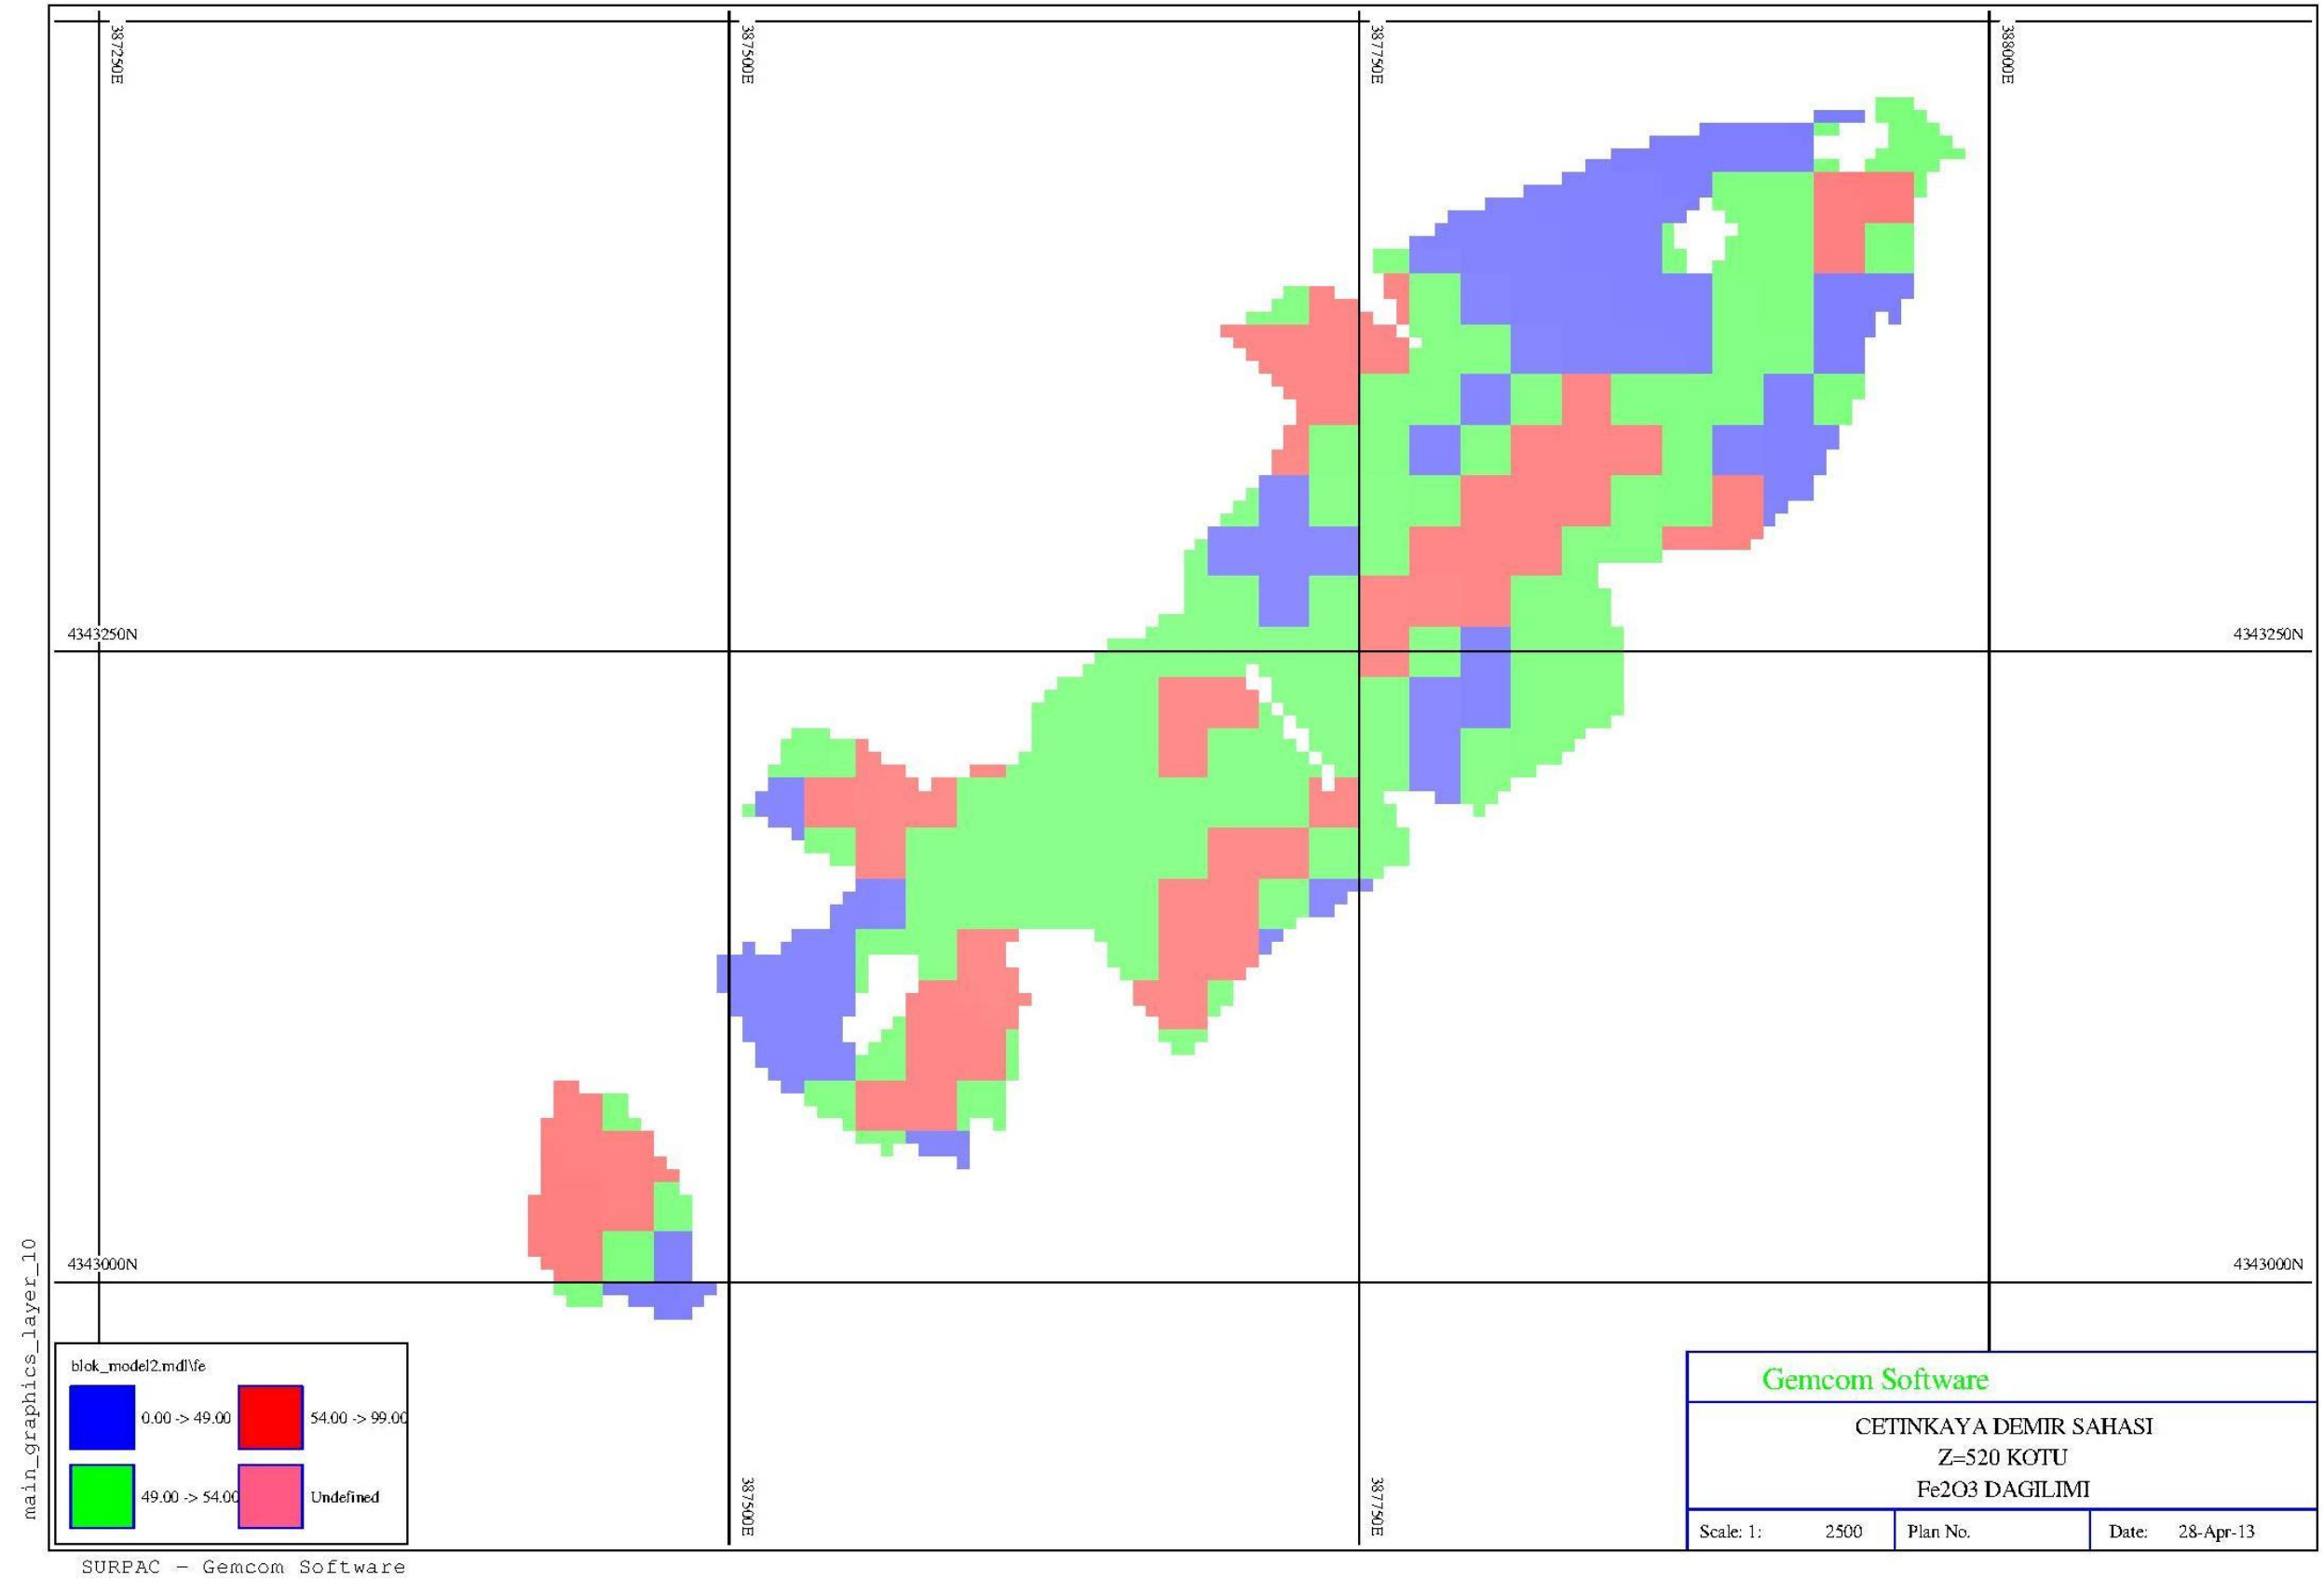 387250E
387500E
387750E
388000E
4343250N
4343250N
4343000N
4343000N
main_graphics_layer_10
blok_model2.mdl\fe
0.00 -> 49.00
54.00 -> 99.00
49.00 -> 54.00
Undefined
387500E
387750E
Gemcom Software
CETINKAYA DEMIR SAHASI
Z=520 KOTU
Fe2O3 DAGILIMI
Scale: 1: 2500
Plan No.
Date: 28-Apr-13
SURPAC - Gemcom Software